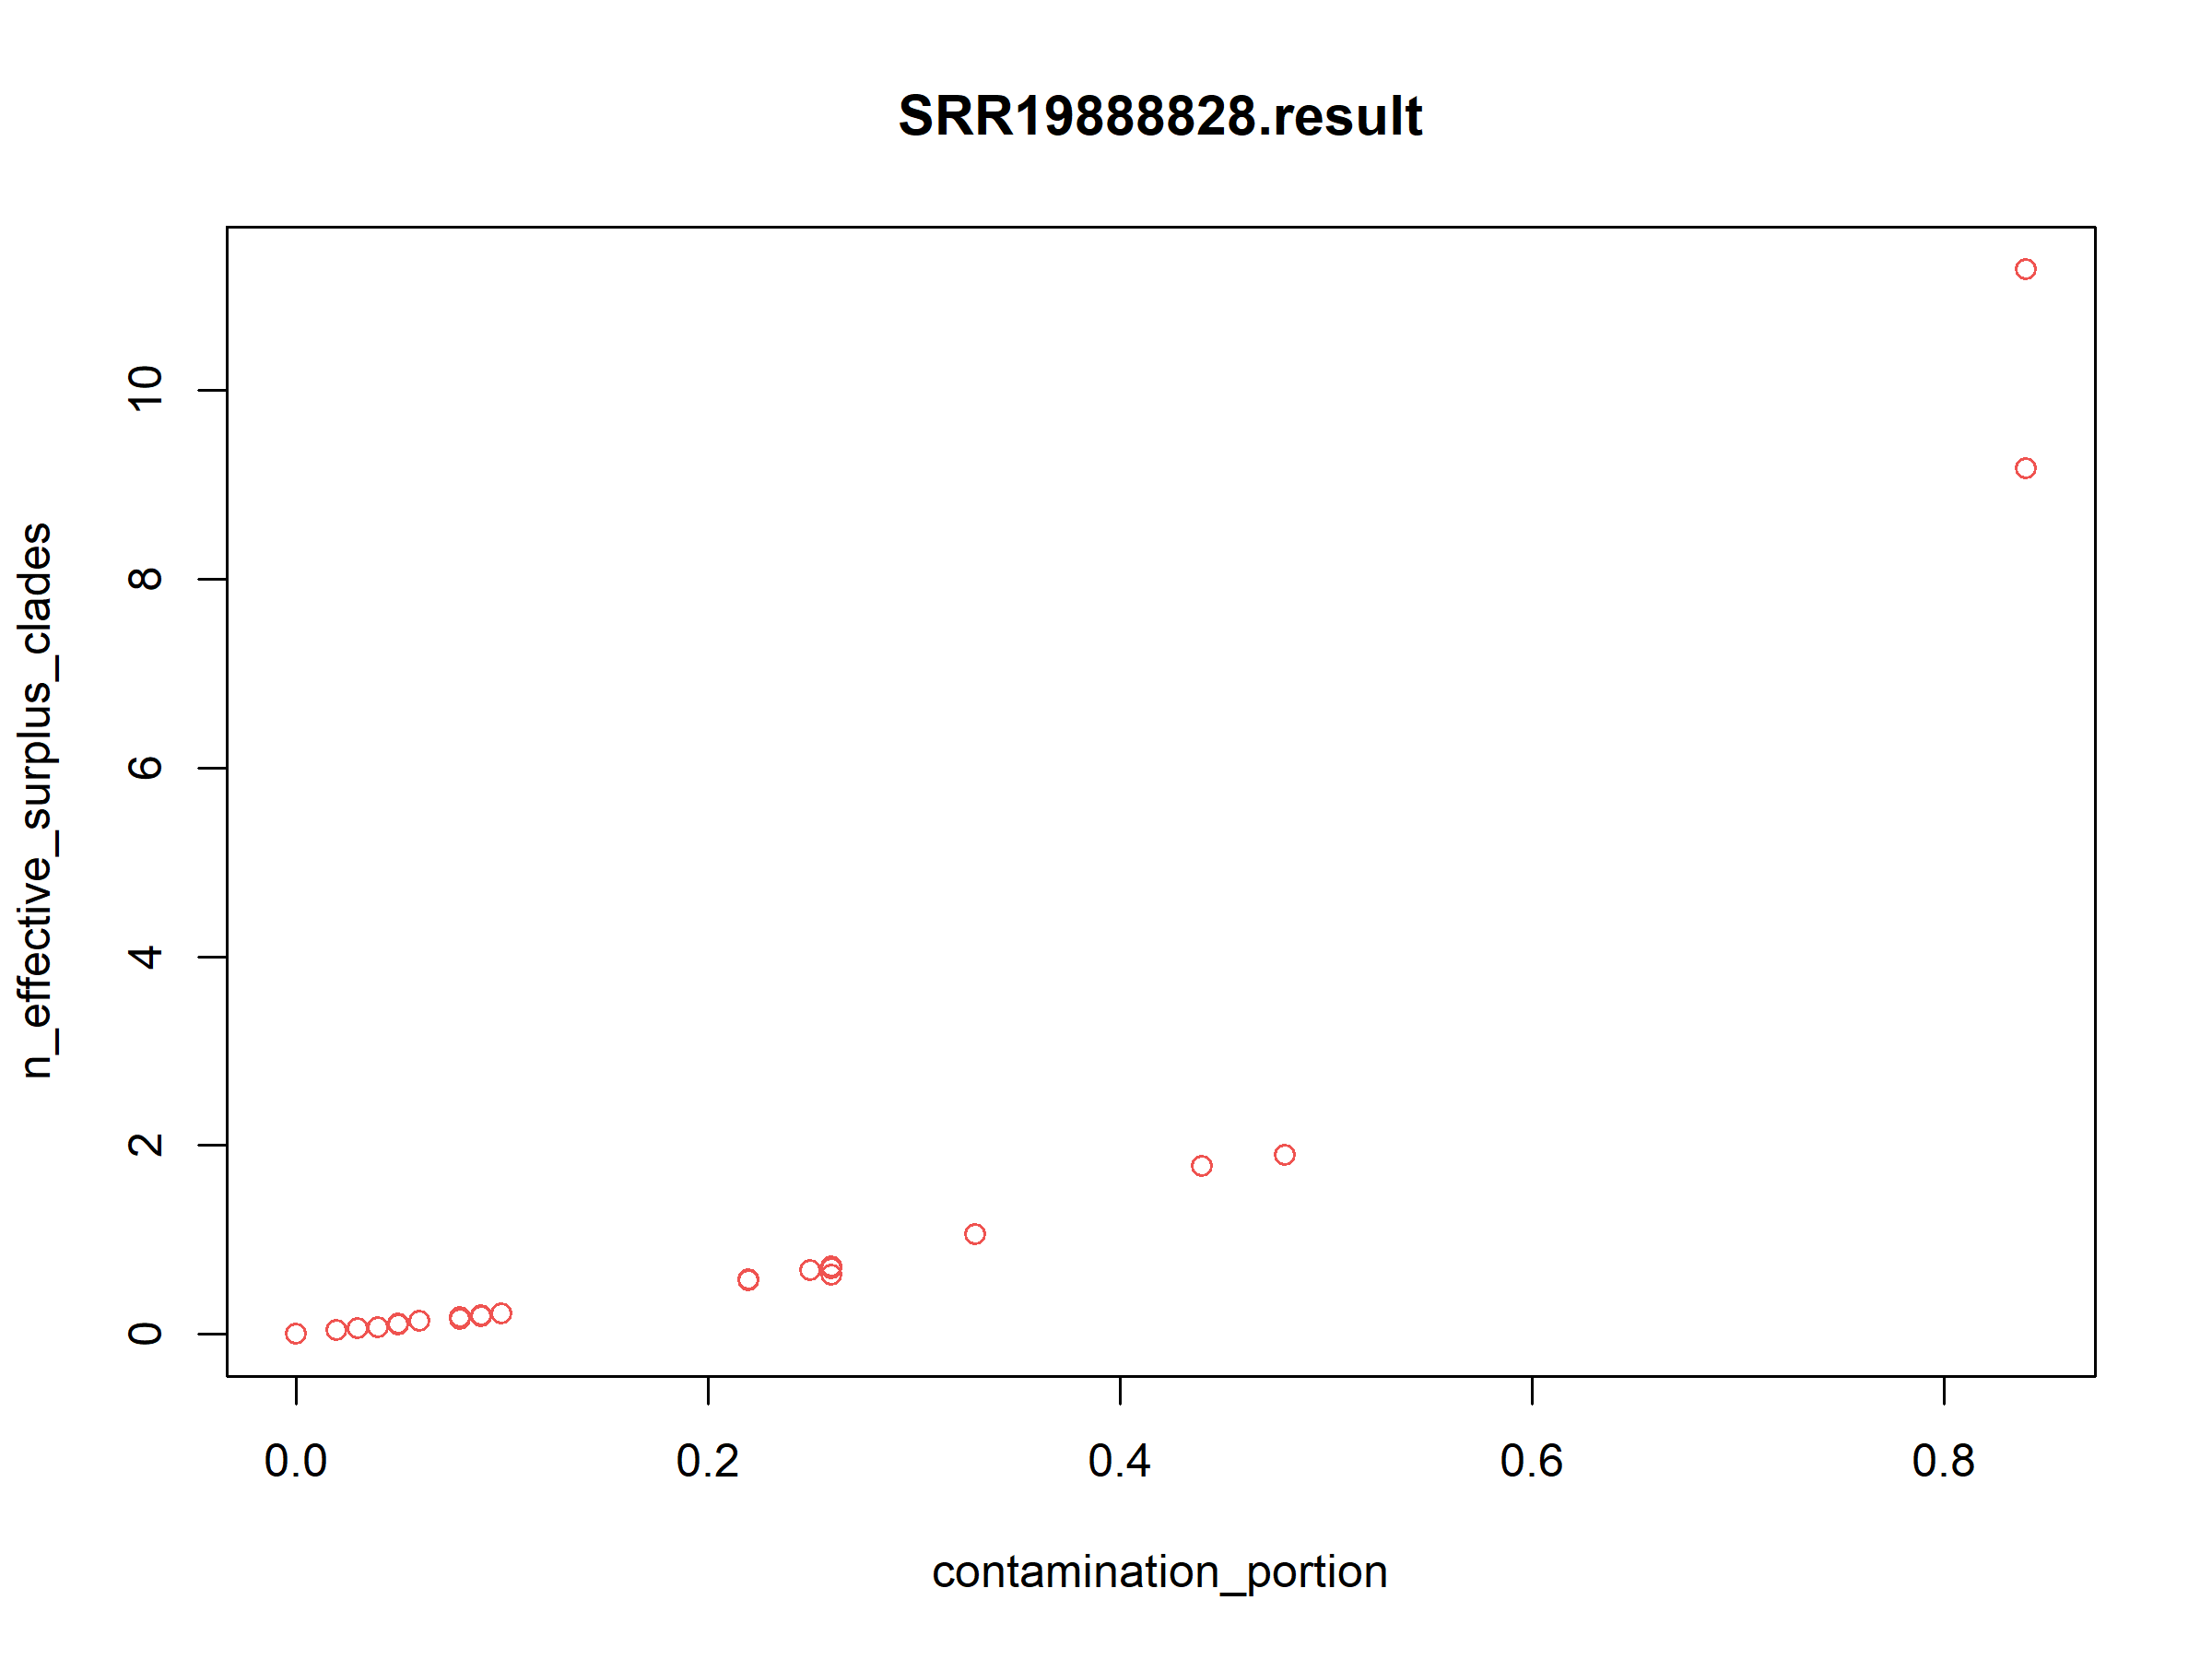 SRR19888828.result
n_effective_surplus_clades
10
8
6
4
2
0
0.0 0.2 0.4 0.6 0.8
contamination_portion